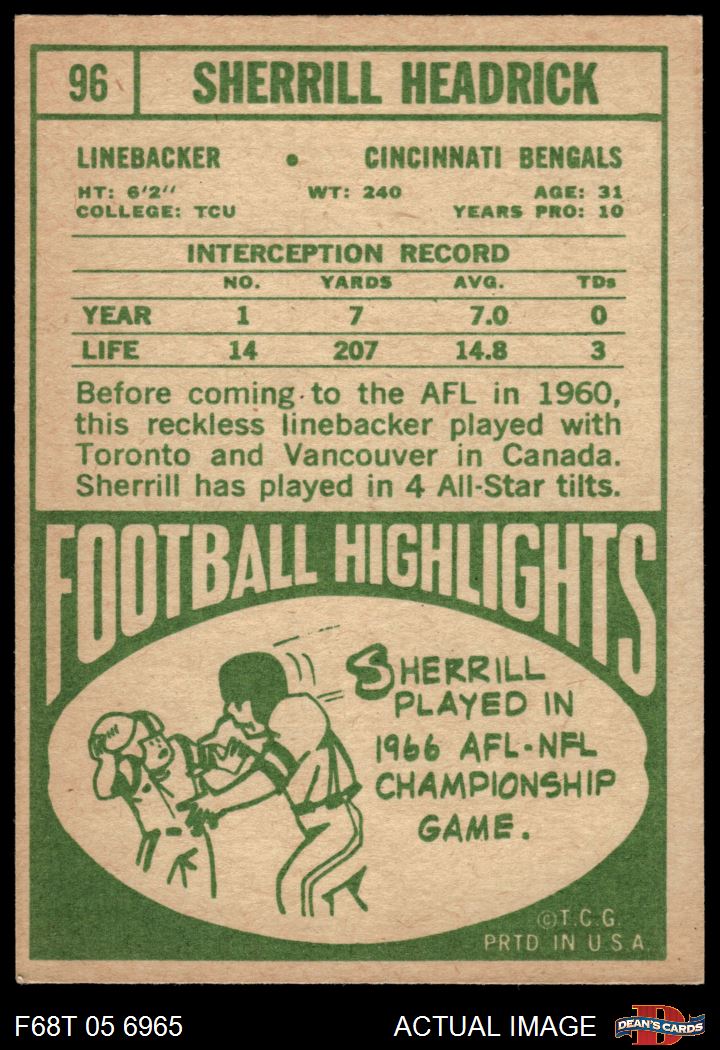 96 SHERRILL HEADRICK
LINEBACKER • CINCINNATI BENGALS
HT: 6'2" WT: 240 AGE: 31
COLLEGE: TCU YEARS PRO: 10
INTERCEPTION RECORD
NO. YARDS AVG. TDs
YEAR 1 7 7.0 0
LIFE 14 207 14.8 3
Before coming to the AFL in 1960,
this reckless linebacker played with
Toronto and Vancouver in Canada.
Sherrill has played in 4 All-Star tilts.
FOOTBALL HIGHLIGHTS
SHERRILL
PLAYED IN
1966 AFL-NFL
CHAMPIONSHIP
GAME.
©T.C.G.
PRTD IN U.S.A.
F68T 05 6965 ACTUAL IMAGE D DEAN'S CARDS